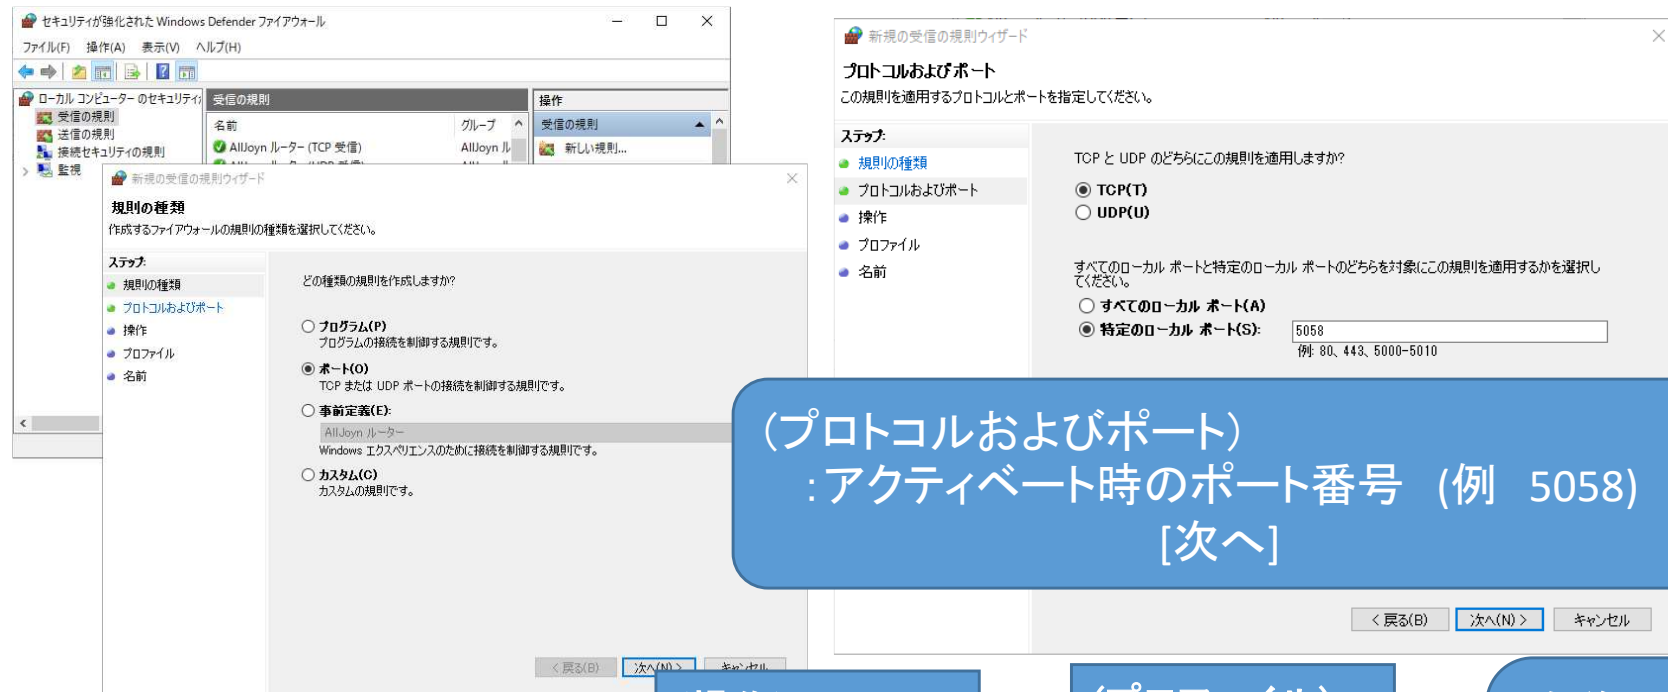 セキュリティが強化された Windows Defender ファイアウォール
ファイル(F) 操作(A) 表示(V) ヘルプ(H)
ローカル コンピューター のセキュリティ
受信の規則
送信の規則
接続セキュリティの規則
監視
受信の規則
名前 グループ
AllJoyn ルーター (TCP 受信) AllJoyn ル
操作
受信の規則
新しい規則...
新規の受信の規則ウィザード
規則の種類
作成するファイアウォールの規則の種類を選択してください。
ステップ:
規則の種類
プロトコルおよびポート
操作
プロファイル
名前
どの種類の規則を作成しますか?
プログラム(P)
プログラムの接続を制御する規則です。
ポート(O)
TCP または UDP ポートの接続を制御する規則です。
事前定義(E):
AllJoyn ルーター
Windows エクスペリエンスのために接続を制御する規則です。
カスタム(C)
カスタムの規則です。
< 戻る(B) 次へ(N) > キャンセル
新規の受信の規則ウィザード
プロトコルおよびポート
この規則を適用するプロトコルとポートを指定してください。
ステップ:
規則の種類
プロトコルおよびポート
操作
プロファイル
名前
TCP と UDP のどちらにこの規則を適用しますか?
TCP(T)
UDP(U)
すべてのローカル ポートと特定のローカル ポートのどちらを対象にこの規則を適用するかを選択し
てください。
すべてのローカル ポート(A)
特定のローカル ポート(S): 5058
例: 80、443、5000-5010
(プロトコルおよびポート)
:アクティベート時のポート番号 (例 5058)
[次へ]
< 戻る(B) 次へ(N) > キャンセル
(プロファイル)